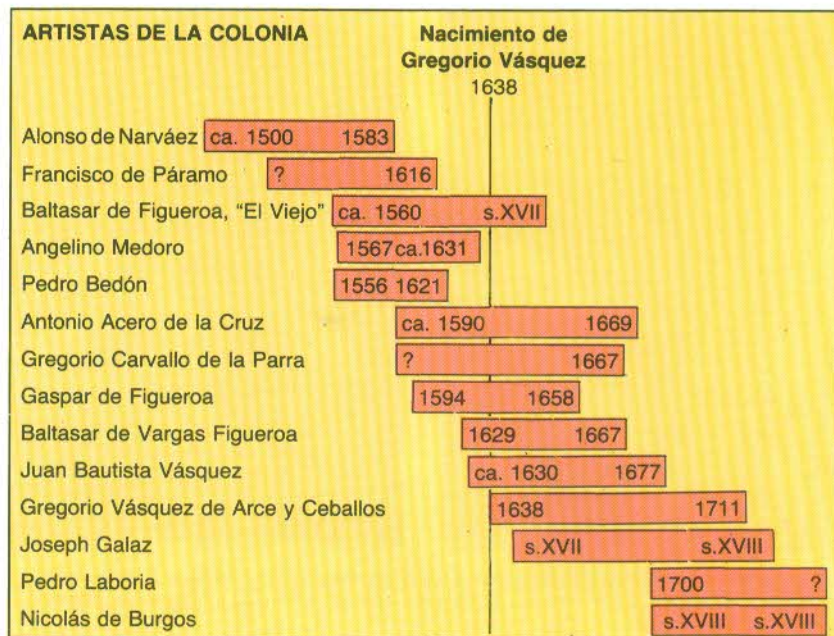 ARTISTAS DE LA COLONIA
Nacimiento de
Gregorio Vásquez
1638
Alonso de Narváez ca. 1500 1583
Francisco de Páramo ? 1616
Baltasar de Figueroa, "El Viejo" ca. 1560 s.XVII
Angelino Medoro 1567 ca.1631
Pedro Bedón 1556 1621
Antonio Acero de la Cruz ca. 1590 1669
Gregorio Carvallo de la Parra ? 1667
Gaspar de Figueroa 1594 1658
Baltasar de Vargas Figueroa 1629 1667
Juan Bautista Vásquez ca. 1630 1677
Gregorio Vásquez de Arce y Ceballos 1638 1711
Joseph Galaz s.XVII s.XVIII
Pedro Laboria 1700 ?
Nicolás de Burgos s.XVIII s.XVIII